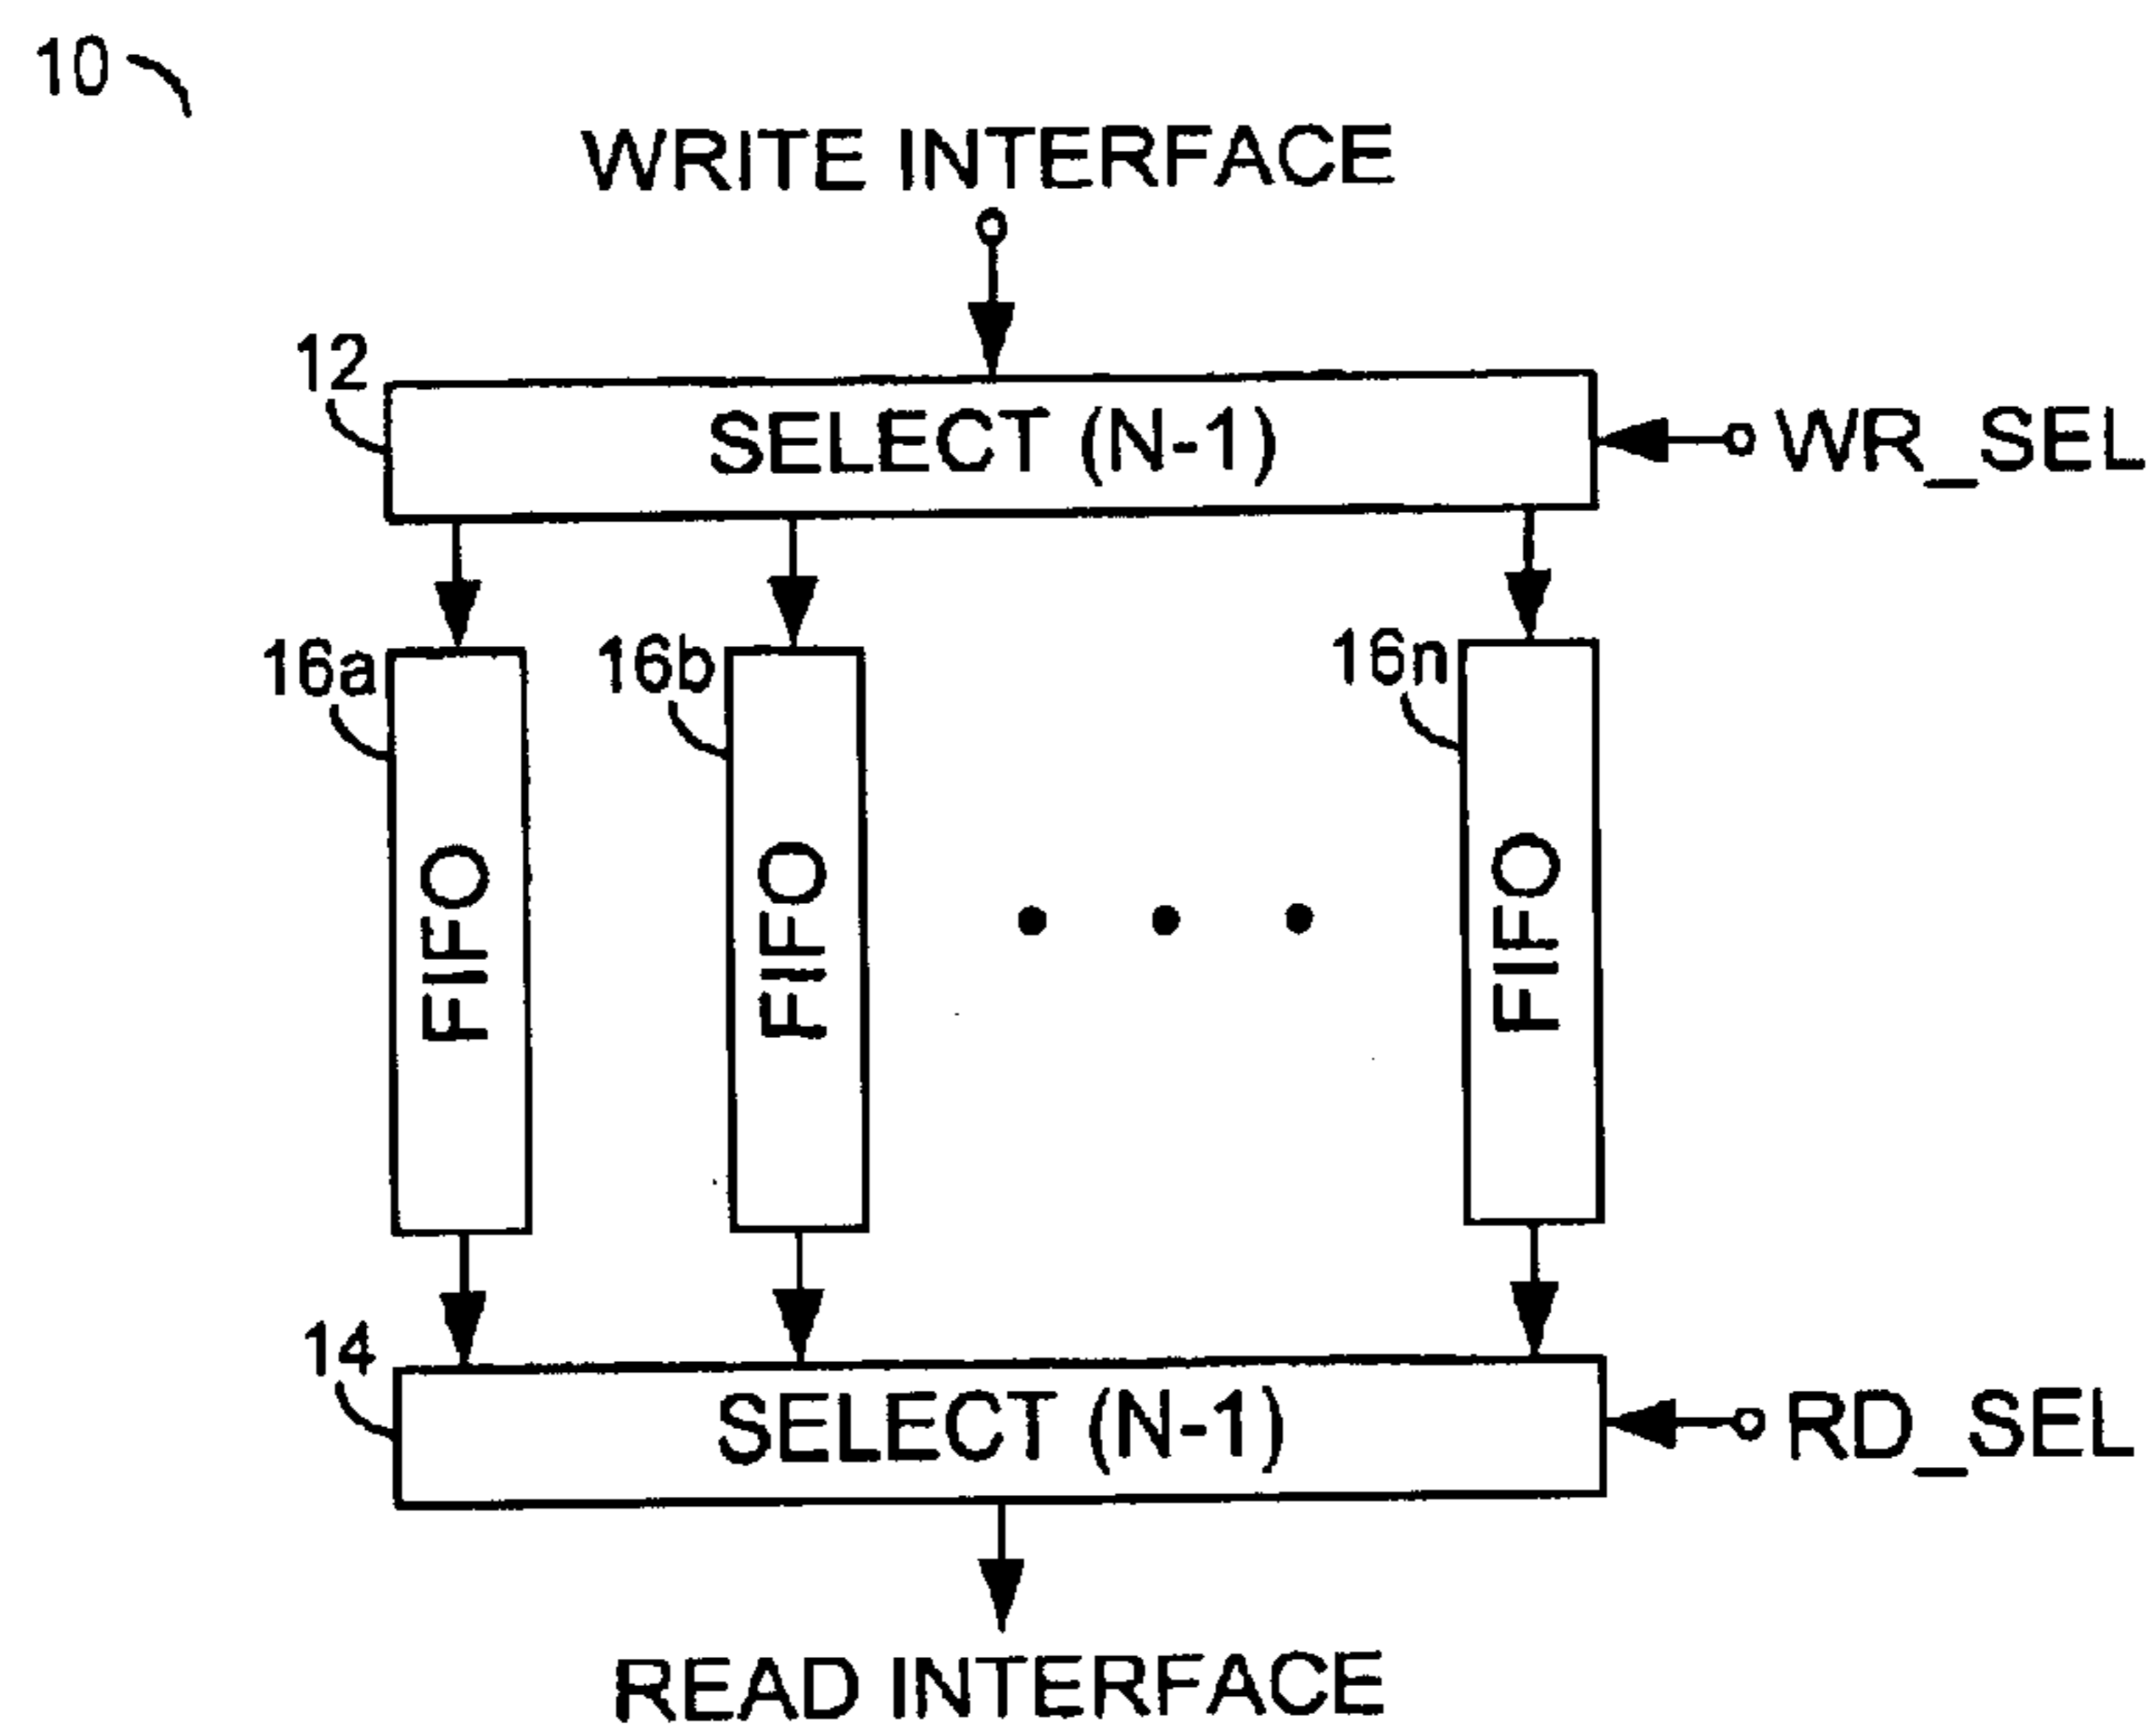 10
WRITE INTERFACE
12
SELECT (N-1)
WR_SEL
16a
16b
16n
FIFO
FIFO
FIFO
14
SELECT (N-1)
RD_SEL
READ INTERFACE